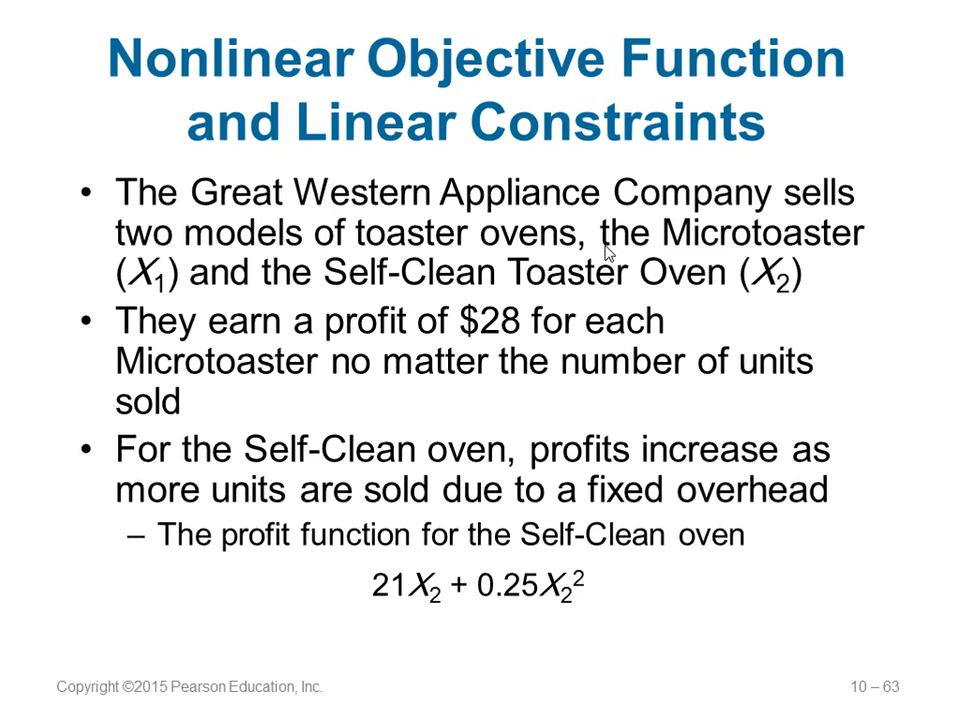 Nonlinear Objective Function
and Linear Constraints
• The Great Western Appliance Company sells
two models of toaster ovens, the Microtoaster
(X₁) and the Self-Clean Toaster Oven (X₂)
• They earn a profit of $28 for each
Microtoaster no matter the number of units
sold
• For the Self-Clean oven, profits increase as
more units are sold due to a fixed overhead
– The profit function for the Self-Clean oven
21X₂ + 0.25X₂²
Copyright ©2015 Pearson Education, Inc.
10 – 63